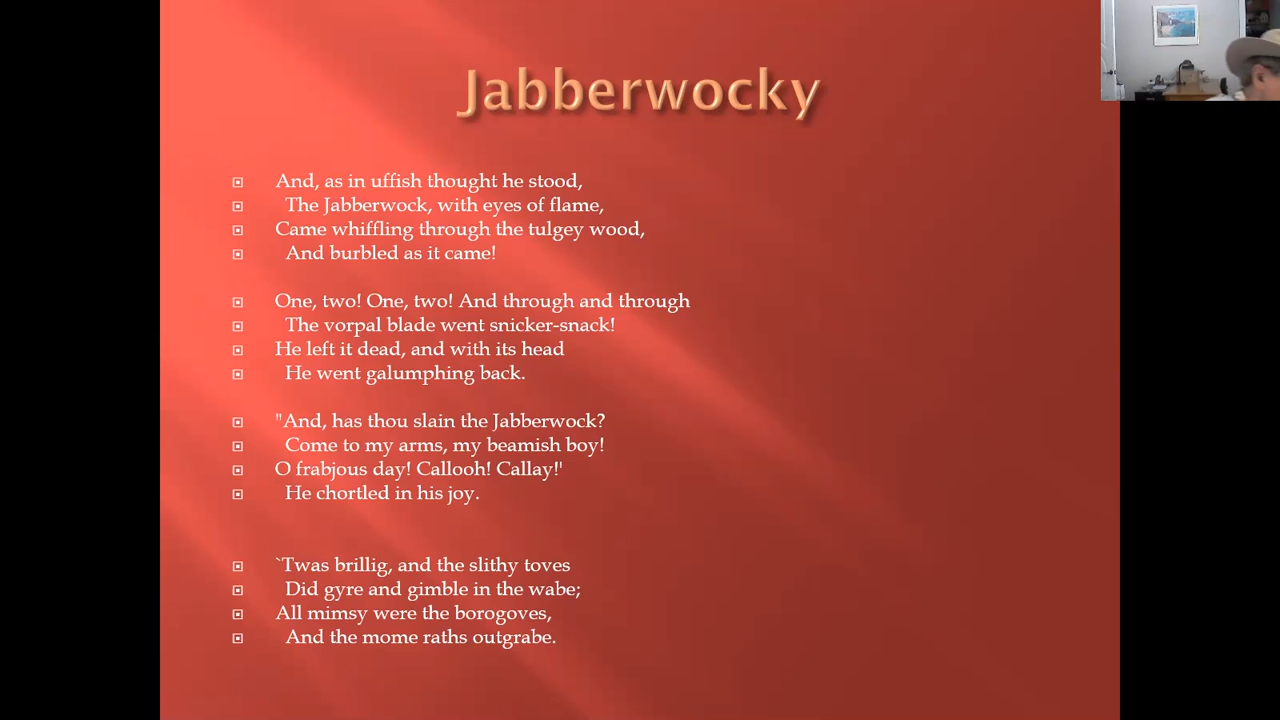 Jabberwocky
And, as in uffish thought he stood,
The Jabberwock, with eyes of flame,
Came whiffling through the tulgey wood,
And burbled as it came!
One, two! One, two! And through and through
The vorpal blade went snicker-snack!
He left it dead, and with its head
He went galumphing back.
"And, has thou slain the Jabberwock?
Come to my arms, my beamish boy!
O frabjous day! Callooh! Callay!'
He chortled in his joy.
`Twas brillig, and the slithy toves
Did gyre and gimble in the wabe;
All mimsy were the borogoves,
And the mome raths outgrabe.